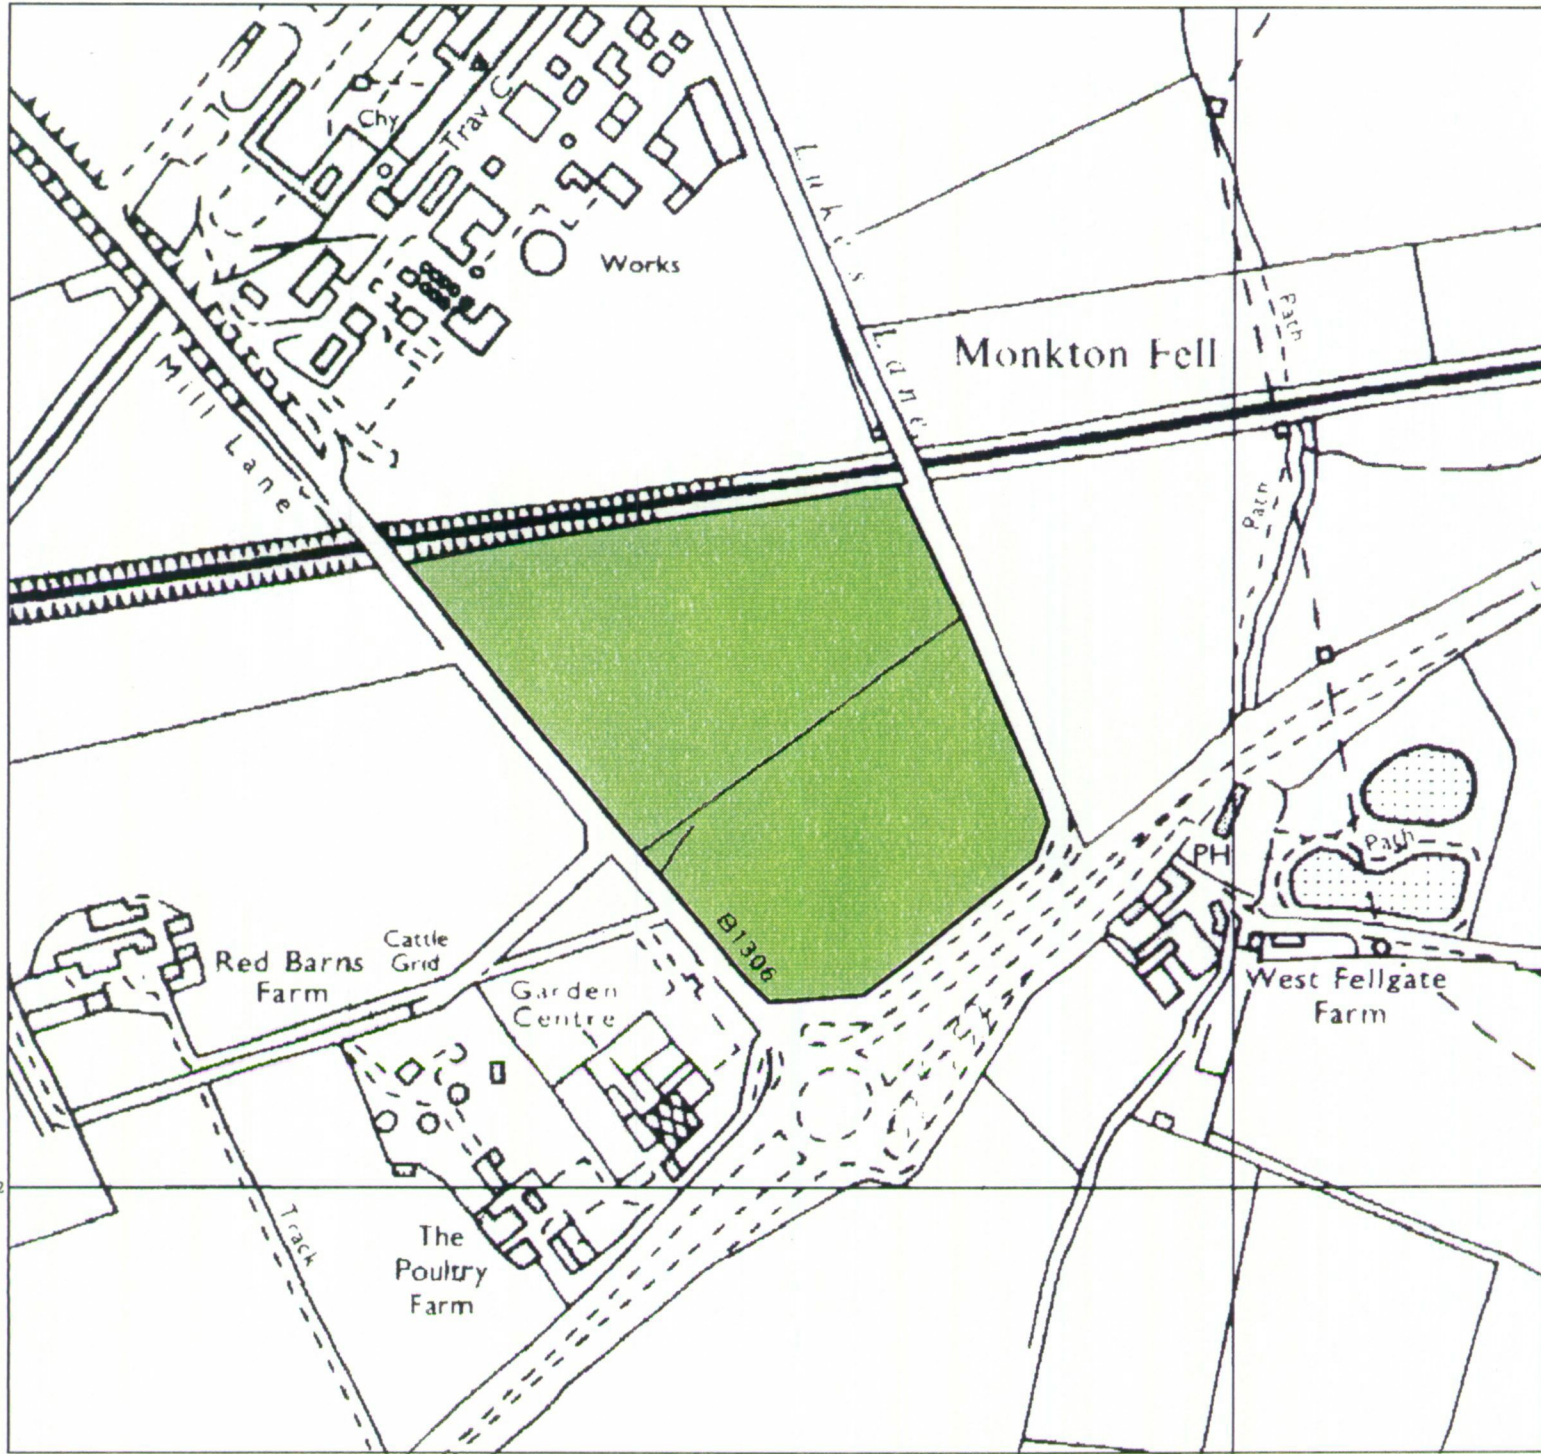 Chy
Trav C
Lukes Lane
Works
Monkton Fell
Path
Mill Lane
Path
Path
PH
B1306
Red Barns
Farm
Cattle
Grid
Garden
Centre
West Fellgate
Farm
Track
The
Poultry
Farm